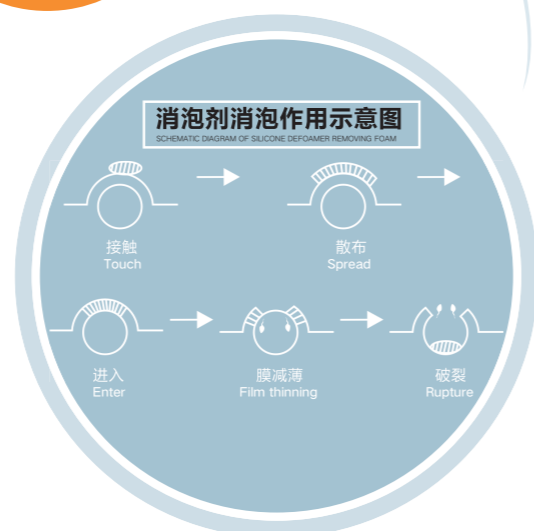 消泡剂消泡作用示意图
SCHEMATIC DIAGRAM OF SILICONE DEFOAMER REMOVING FOAM
接触
Touch
散布
Spread
进入
Enter
膜减薄
Film thinning
破裂
Rupture